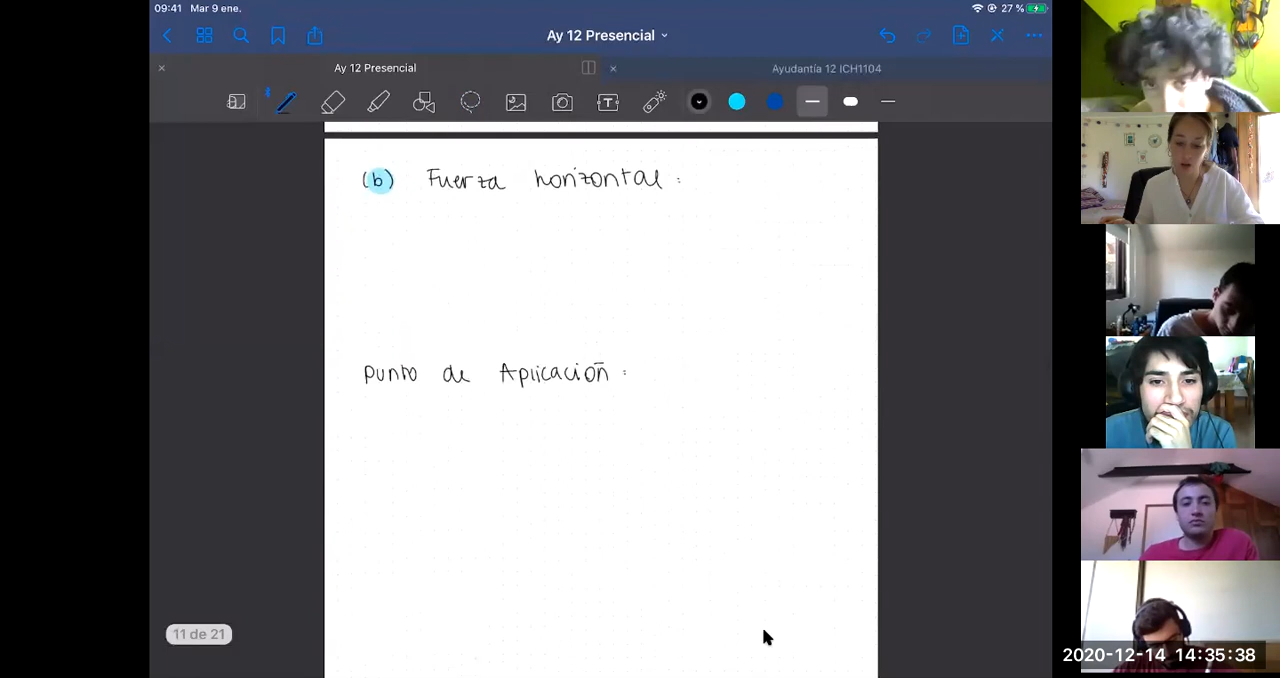 09:41 Mar 9 ene.
27 %
Ay 12 Presencial
Ay 12 Presencial
Ayudantía 12 ICH1104
T
(b) Fuerza horizontal :
Punto de Aplicación :
11 de 21
2020-12-14 14:35:38